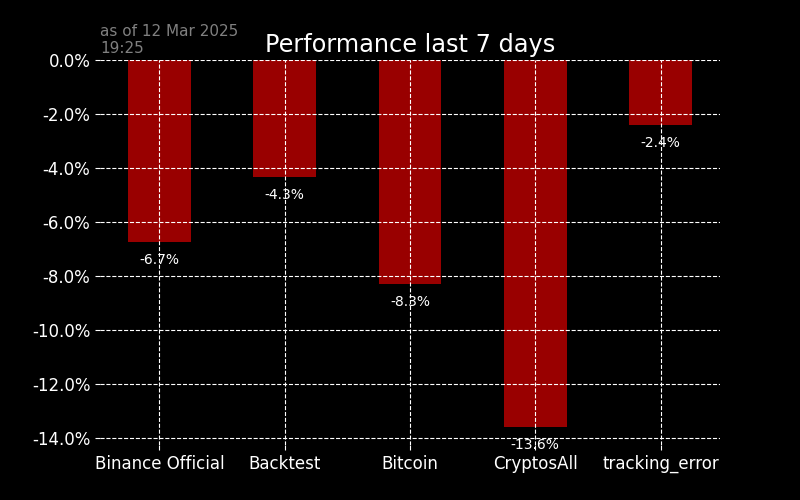 as of 12 Mar 2025
19:25
Performance last 7 days
0.0%
-2.0%
-4.0%
-6.0%
-8.0%
-10.0%
-12.0%
-14.0%
-6.7%
-4.3%
-8.3%
-13.6%
-2.4%
Binance Official
Backtest
Bitcoin
CryptosAll
tracking_error